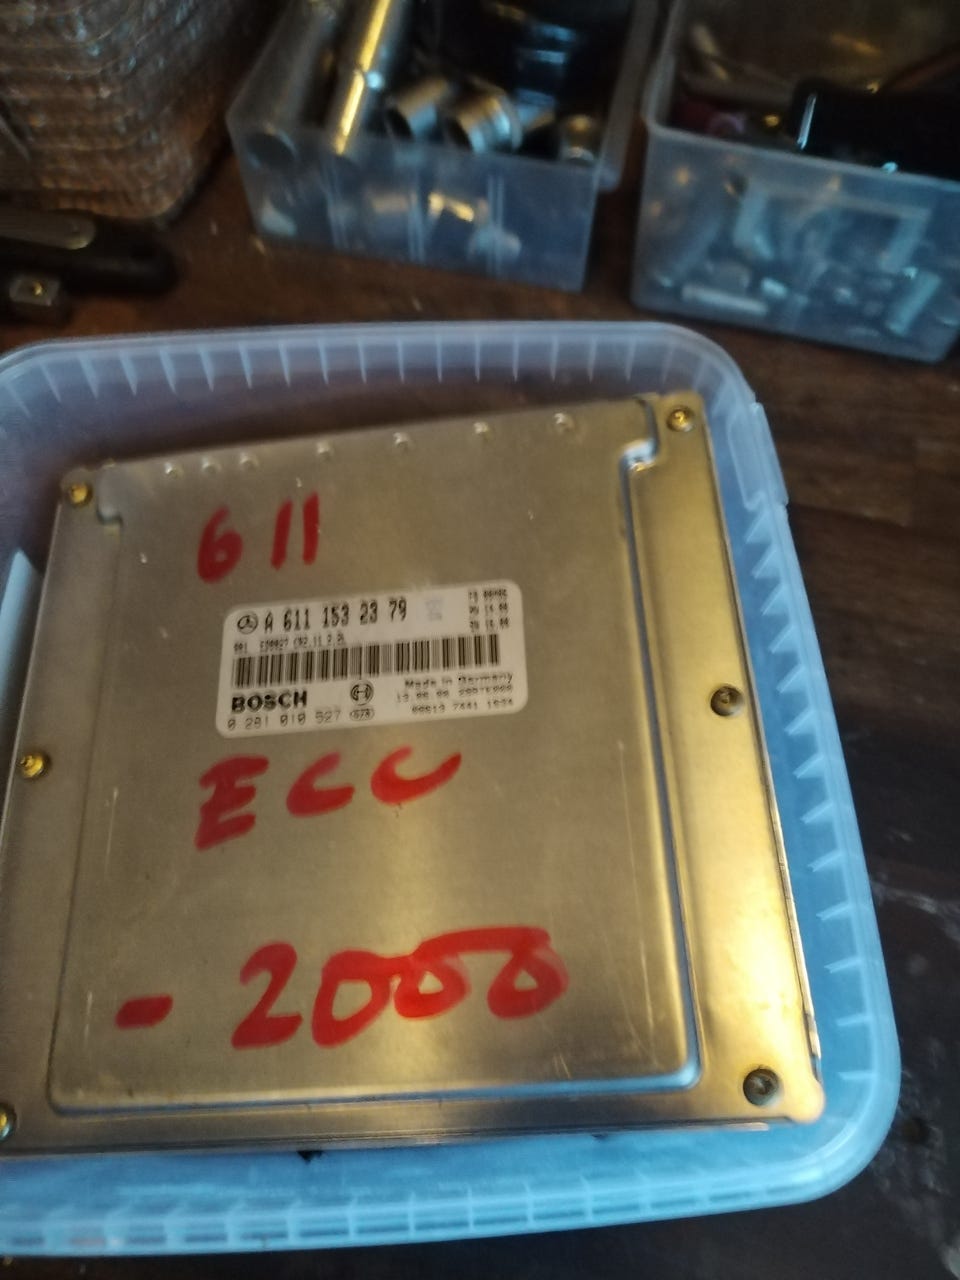 611
A 611 153 23 79
BOSCH
Made in Germany
0 281 010 527
ECC
- 2000